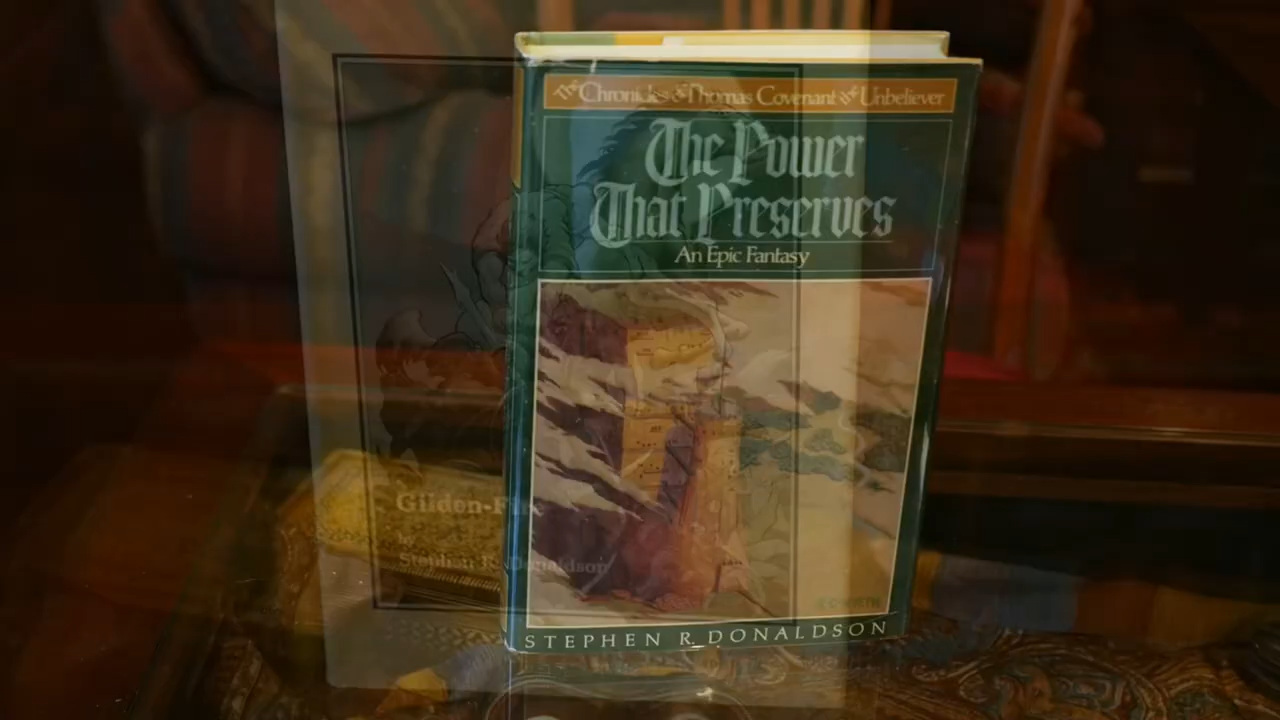 The Chronicles of Thomas Covenant the Unbeliever
The Power
That Preserves
An Epic Fantasy
Gilden-Fire
by
Stephen R. Donaldson
STEPHEN R. DONALDSON